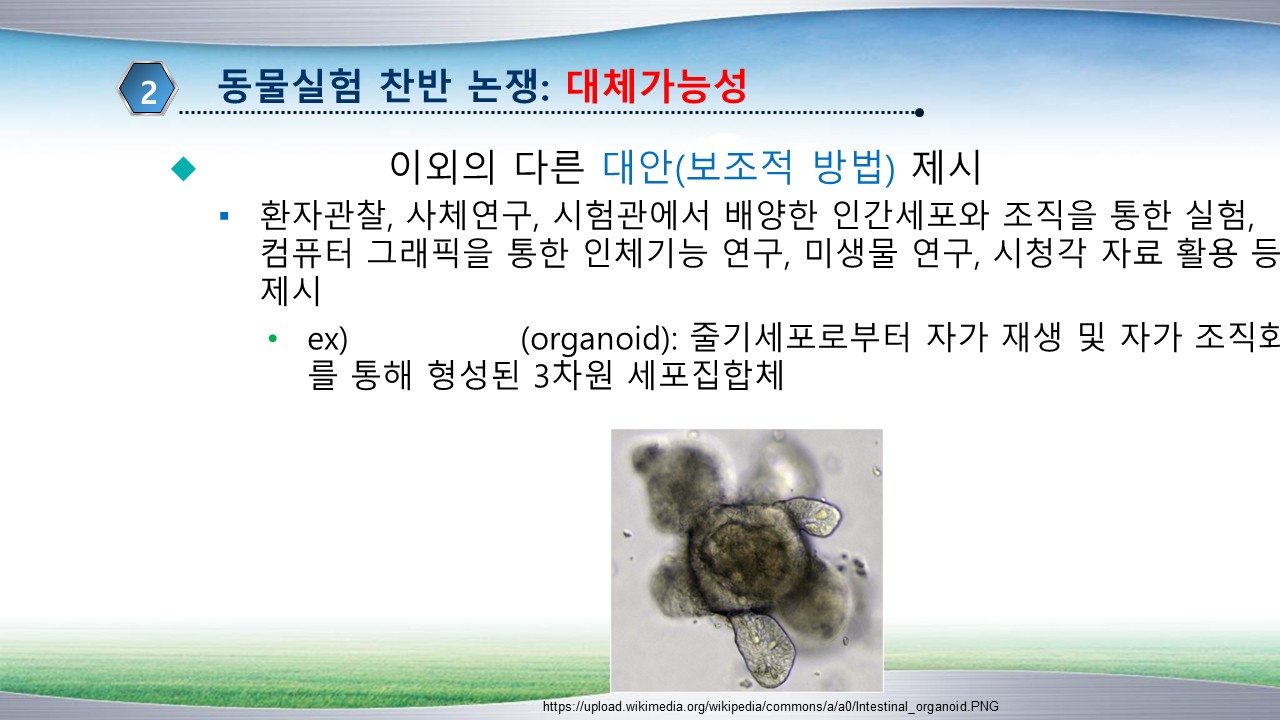 2
동물실험 찬반 논쟁: 대체가능성
이외의 다른 대안(보조적 방법) 제시
환자관찰, 사체연구, 시험관에서 배양한 인간세포와 조직을 통한 실험,
컴퓨터 그래픽을 통한 인체기능 연구, 미생물 연구, 시청각 자료 활용 등
제시
ex) (organoid): 줄기세포로부터 자가 재생 및 자가 조직화
를 통해 형성된 3차원 세포집합체
https://upload.wikimedia.org/wikipedia/commons/a/a0/Intestinal_organoid.PNG